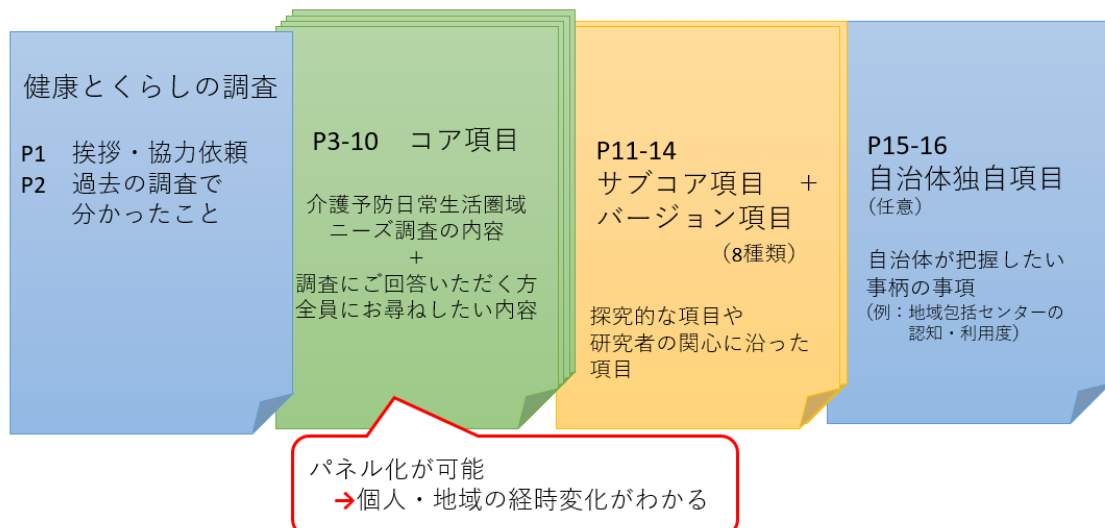 健康とくらしの調査
P1 挨拶・協力依頼
P2 過去の調査で
分かったこと
P3-10 コア項目
介護予防日常生活圏域
ニーズ調査の内容
+
調査にご回答いただく方
全員にお尋ねしたい内容
パネル化が可能
→個人・地域の経時変化がわかる
P11-14
サブコア項目 +
バージョン項目
(8種類)
探究的な項目や
研究者の関心に沿った
項目
P15-16
自治体独自項目
(任意)
自治体が把握したい
事柄の事項
(例：地域包括センターの
認知・利用度)